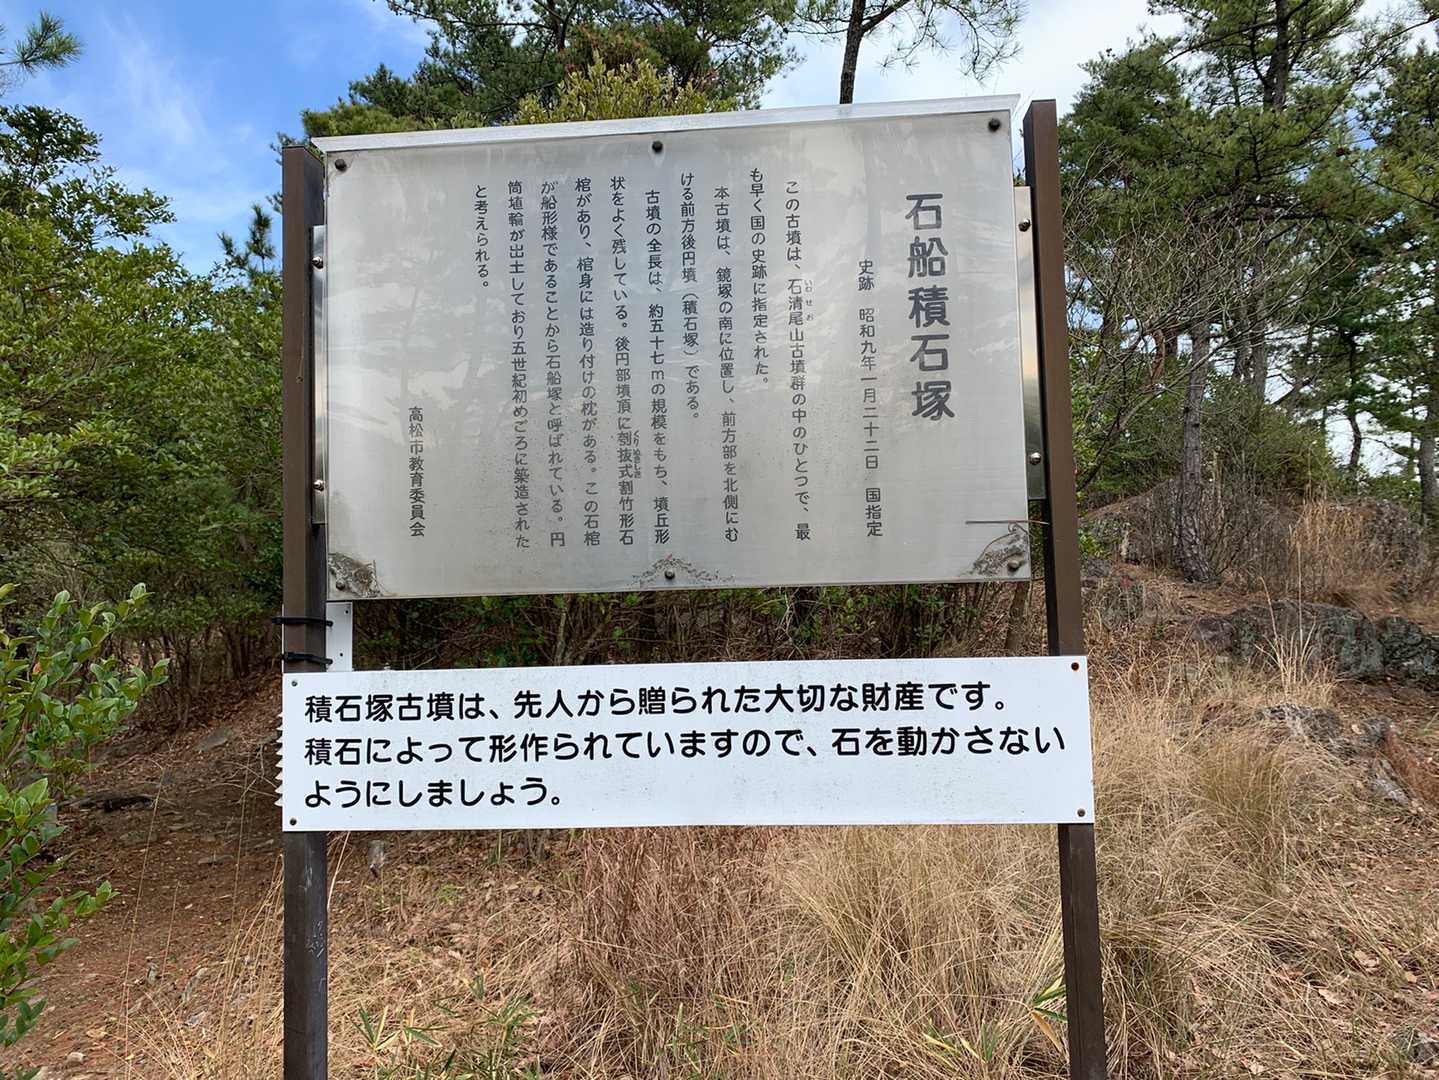 石船積石塚
史跡 昭和九年一月二十二日 国指定
この古墳は、石清尾山古墳群の中のひとつで、最
いわせお
も早く国の史跡に指定された。
本古墳は、鏡塚の南に位置し、前方部を北側にむ
ける前方後円墳（積石塚）である。
古墳の全長は、約五十七mの規模をもち、墳丘形
状をよく残している。後円部墳頂に刳抜式割竹形石
くりぬきしき
棺があり、棺身には造り付けの枕がある。この石棺
が船形様であることから石船塚と呼ばれている。円
筒埴輪が出土しており五世紀初めごろに築造された
と考えられる。
高松市教育委員会
積石塚古墳は、先人から贈られた大切な財産です。
積石によって形作られていますので、石を動かさない
ようにしましょう。